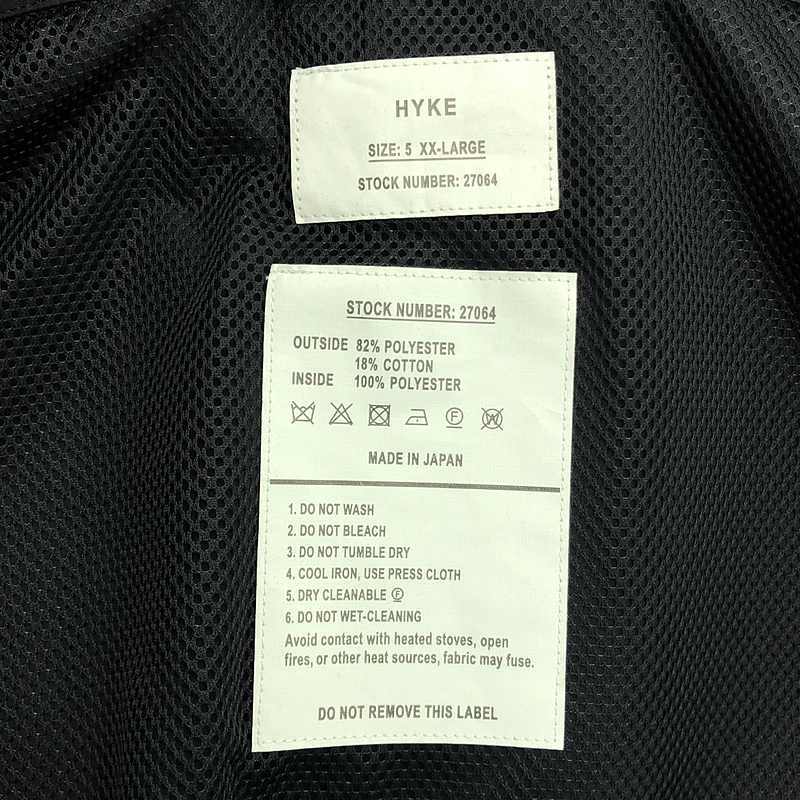 HYKE
SIZE: 5 XX-LARGE
STOCK NUMBER: 27064
STOCK NUMBER: 27064
OUTSIDE 82% POLYESTER
18% COTTON
INSIDE 100% POLYESTER
F W
MADE IN JAPAN
1. DO NOT WASH
2. DO NOT BLEACH
3. DO NOT TUMBLE DRY
4. COOL IRON, USE PRESS CLOTH
5. DRY CLEANABLE Ⓕ
6. DO NOT WET-CLEANING
Avoid contact with heated stoves, open
fires, or other heat sources, fabric may fuse.
DO NOT REMOVE THIS LABEL